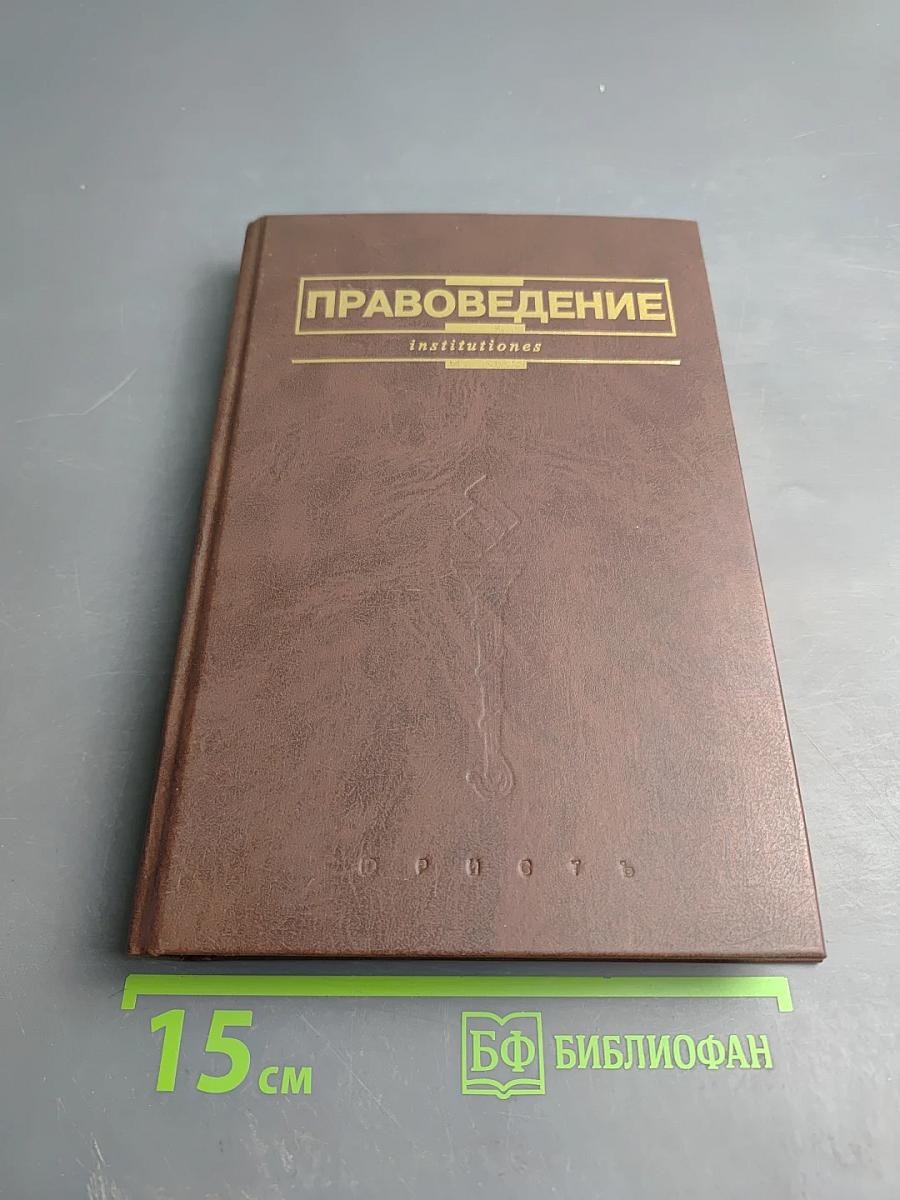 ПРАВОВЕДЕНИЕ
institutiones
ЮРИСТЪ
15 см
БФ БИБЛИОФАН